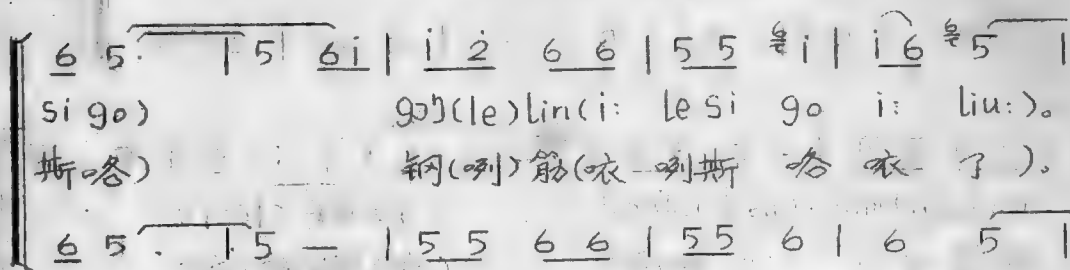 6 5. | 5 6 i | i 2 6 6 | 5 5 i | i 6 5 |
si go) goŋ(le)lin(i: le si go i: liu:)。
斯咯) 钢(咧)筋(依 咧斯 咯 依 了)。
6 5. | 5 — | 5 5 6 6 | 5 5 6 | 6 5 |